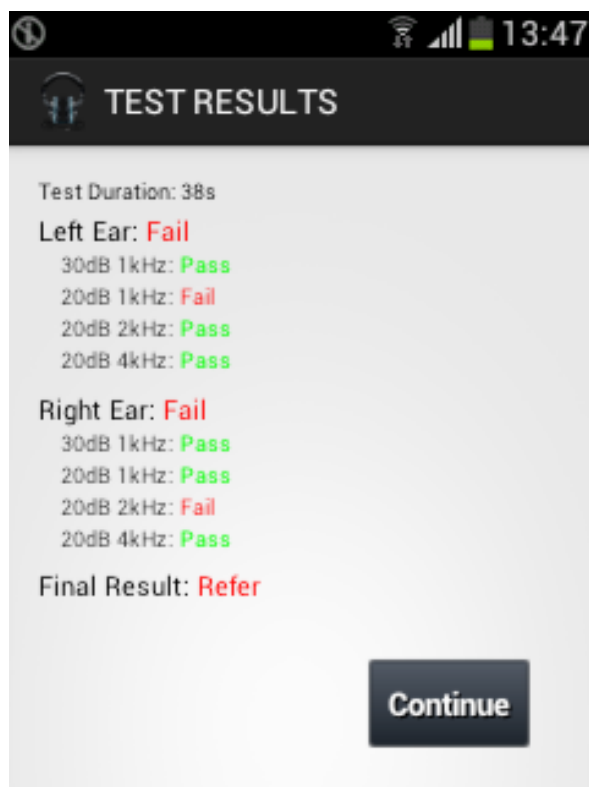 13:47
TEST RESULTS
Test Duration: 38s
Left Ear: Fail
30dB 1kHz: Pass
20dB 1kHz: Fail
20dB 2kHz: Pass
20dB 4kHz: Pass
Right Ear: Fail
30dB 1kHz: Pass
20dB 1kHz: Pass
20dB 2kHz: Fail
20dB 4kHz: Pass
Final Result: Refer
Continue